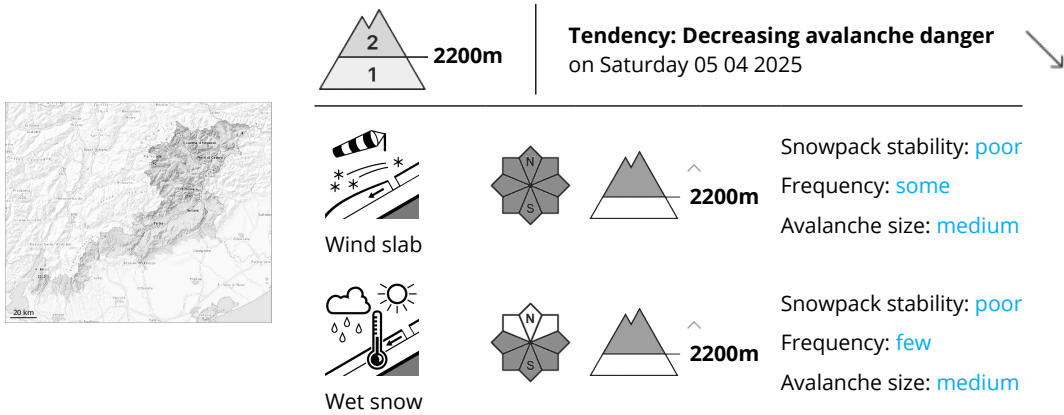 2
2200m
1
Tendency: Decreasing avalanche danger
on Saturday 05 04 2025
20 km
N
S
Wind slab
2200m
Snowpack stability: poor
Frequency: some
Avalanche size: medium
N
S
Wet snow
2200m
Snowpack stability: poor
Frequency: few
Avalanche size: medium